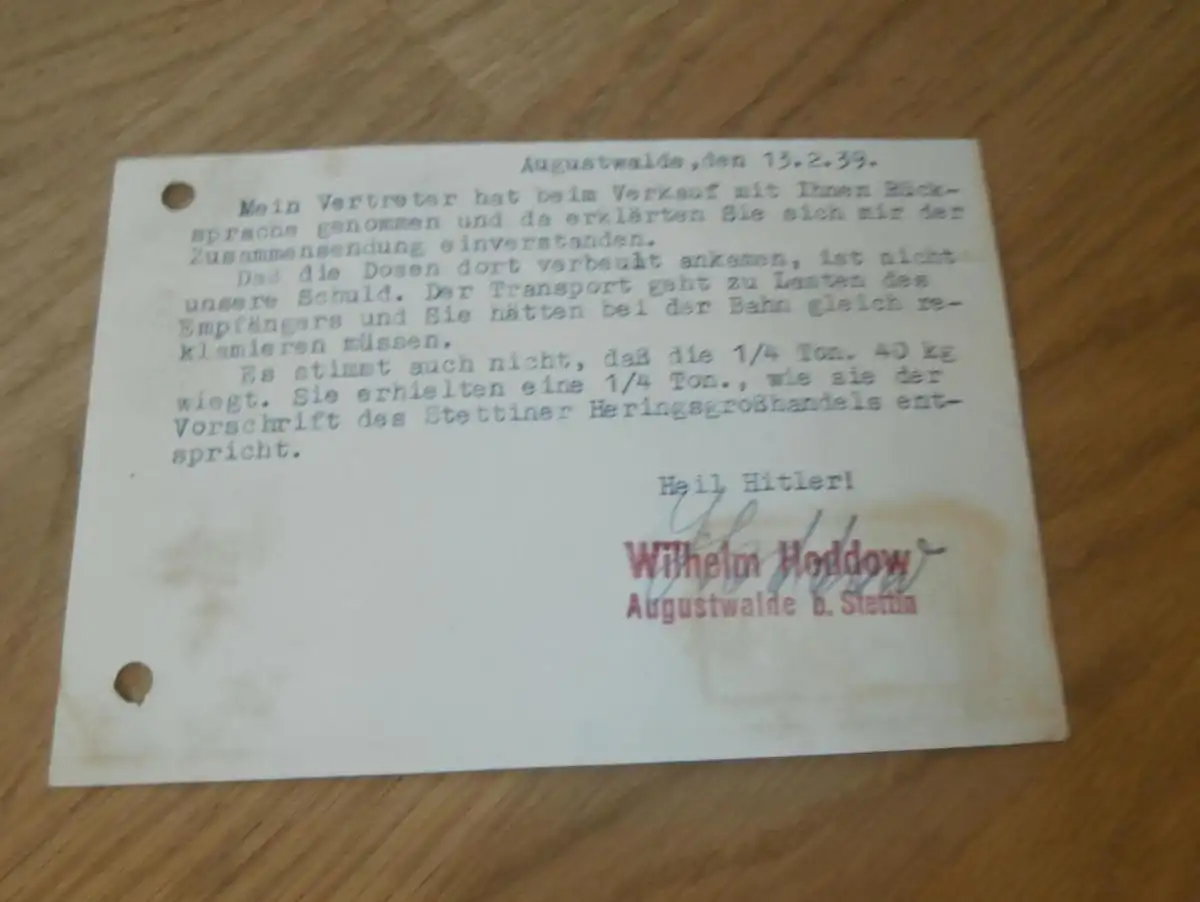 Augustwalde,den 13.2.39.
Mein Vertreter hat beim Verkauf mit Ihnen Rück-
sprache genommen und da erklärten Sie sich mir der
Zusammensendung einverstanden.
Daß die Dosen dort verbeult ankamen, ist nicht
unsere Schuld. Der Transport geht zu Lasten des
Empfängers und Sie hätten bei der Bahn gleich re-
klamieren müssen.
Es stimmt auch nicht, daß die 1/4 Ton. 40 kg
wiegt. Sie erhielten eine 1/4 Ton., wie sie der
Vorschrift des Stettiner Heringsgroßhandels ent-
spricht.
Heil Hitler!
Hoddow
Wilhelm Hoddow
Augustwalde b. Stettin